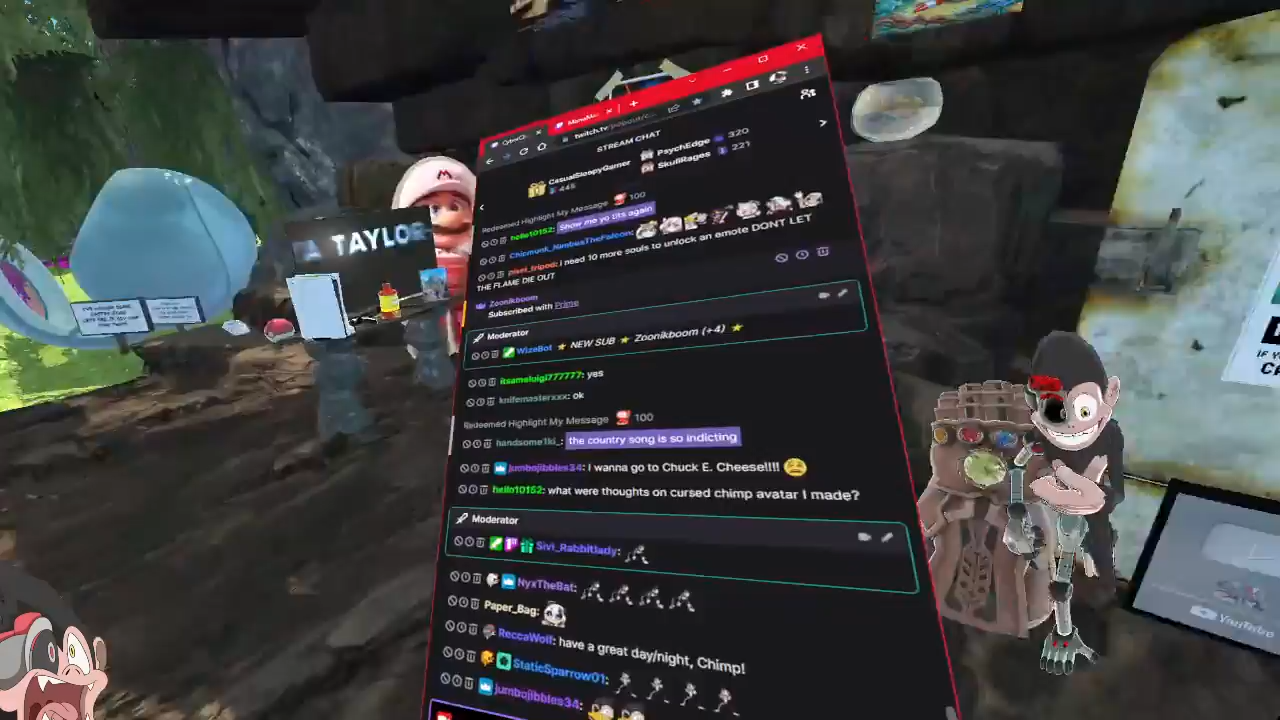 STREAM CHAT
CasualSleepyGamer
445
PsychEdge 320
SkullRages 221
Redeemed Highlight My Message 100
hello10152: Show me yo tits again
Chipmunk_NimbusTheFalcon:
pixel_tripod: i need 10 more souls to unlock an emote DONT LET
THE FLAME DIE OUT
Zoonikboom
Subscribed with Prime
Moderator
WizeBot NEW SUB Zoonikboom (+4)
itsameluigi777777: yes
knifemasterxxx: ok
Redeemed Highlight My Message 100
handsome1ki_: the country song is so indicting
jumbojibbles34: I wanna go to Chuck E. Cheese!!!!
hello10152: what were thoughts on cursed chimp avatar I made?
Moderator
Sivi_Rabbitlady:
NyxTheBat:
Paper_Bag:
ReccaWolf: have a great day/night, Chimp!
StaticSparrow01:
jumbojibbles34:
TAYLOR
M
YouTube